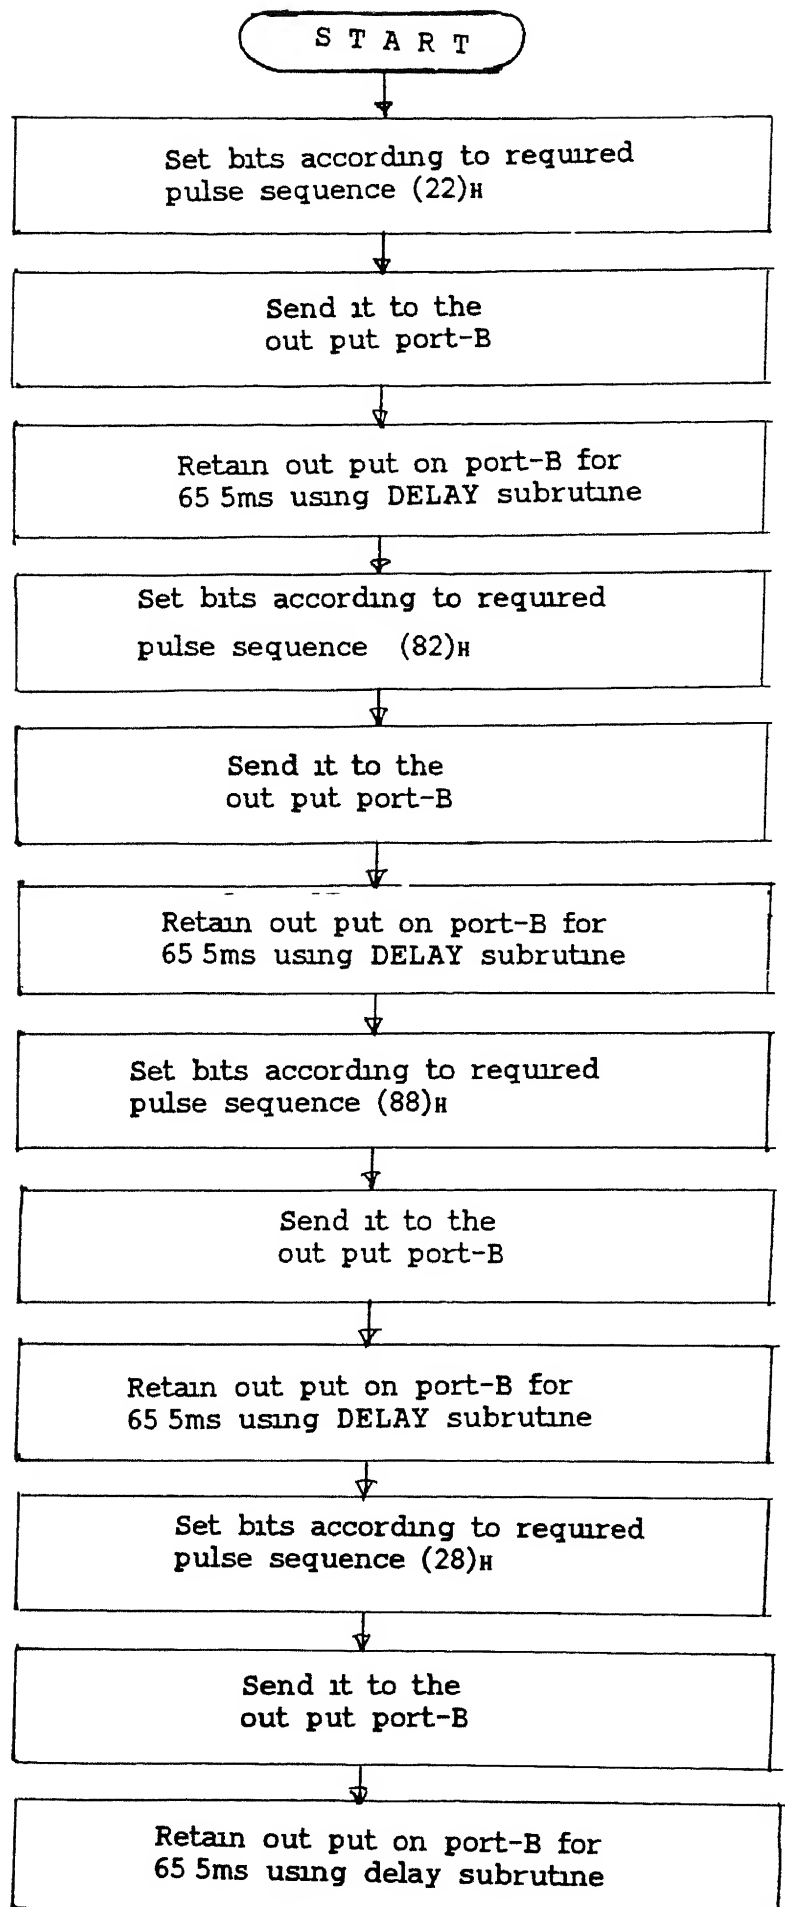 S T A R T
Set bits according to required
pulse sequence (22)H
Send it to the
out put port-B
Retain out put on port-B for
65 5ms using DELAY subrutine
Set bits according to required
pulse sequence (82)H
Send it to the
out put port-B
Retain out put on port-B for
65 5ms using DELAY subrutine
Set bits according to required
pulse sequence (88)H
Send it to the
out put port-B
Retain out put on port-B for
65 5ms using DELAY subrutine
Set bits according to required
pulse sequence (28)H
Send it to the
out put port-B
Retain out put on port-B for
65 5ms using delay subrutine